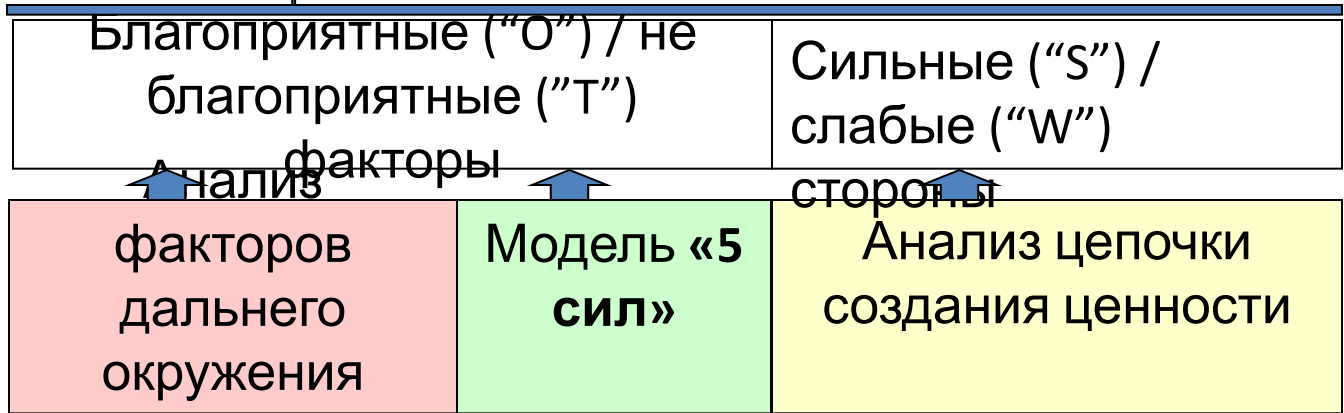 Благоприятные (“O”) / не
благоприятные (”T”)
факторы
Сильные (“S”) /
слабые (“W”)
стороны
Анализ
факторов
дальнего
окружения
Модель «5
сил»
Анализ цепочки
создания ценности